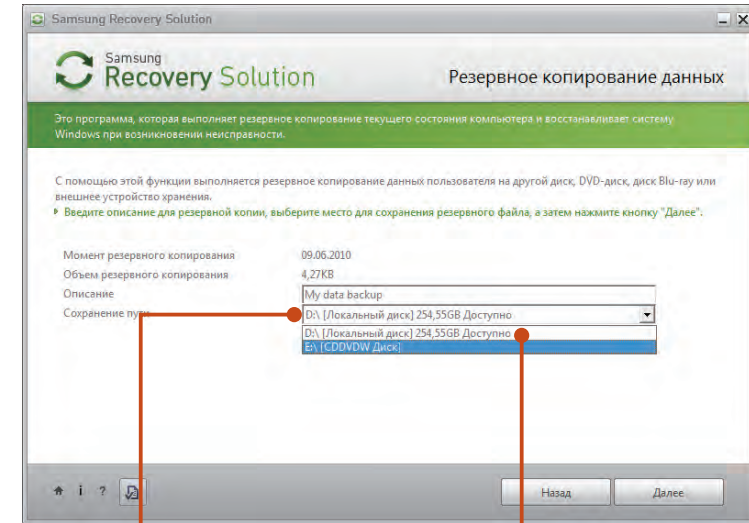 Samsung Recovery Solution
Samsung
Recovery Solution
Резервное копирование данных
Это программа, которая выполняет резервное копирование текущего состояния компьютера и восстанавливает систему
Windows при возникновении неисправности.
С помощью этой функции выполняется резервное копирование данных пользователя на другой диск, DVD-диск, диск Blu-ray или
внешнее устройство хранения.
Введите описание для резервной копии, выберите место для сохранения резервного файла, а затем нажмите кнопку "Далее".
Момент резервного копирования 09.06.2010
Объем резервного копирования 4,27KB
Описание My data backup
Сохранение пути D:\ [Локальный диск] 254,55GB Доступно
D:\ [Локальный диск] 254,55GB Доступно
E:\ [CDDVDW Диск]
i ?
Назад Далее